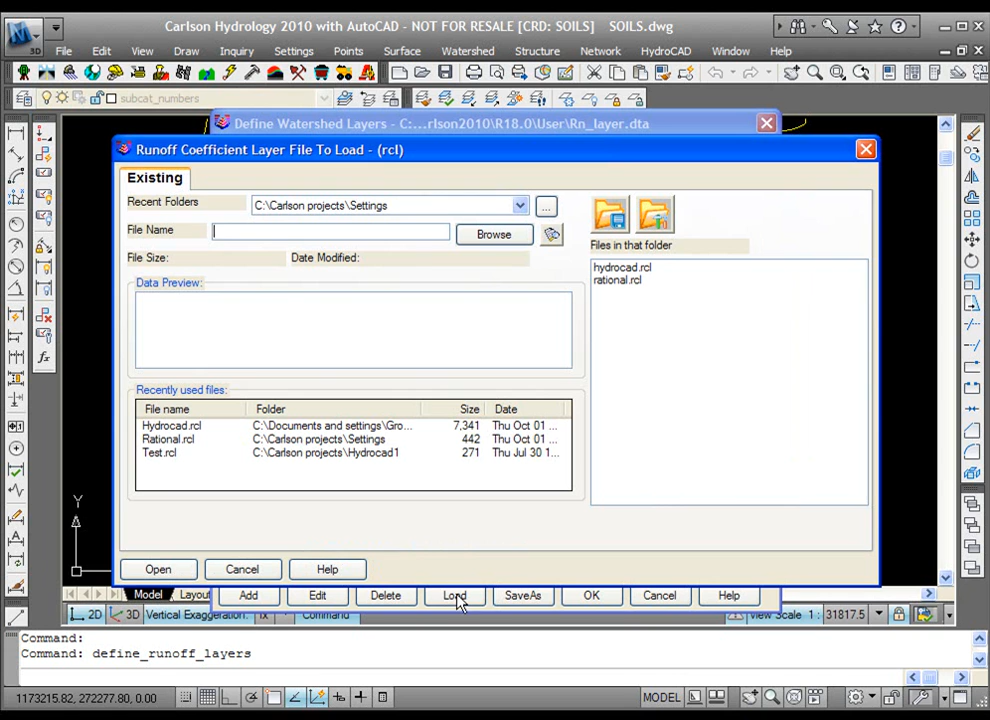 Carlson Hydrology 2010 with AutoCAD - NOT FOR RESALE [CRD: SOILS] SOILS.dwg
3D File Edit View Draw Inquiry Settings Points Surface Watershed Structure Network HydroCAD Window Help
subcat_numbers
Define Watershed Layers - C:...rlson2010\R18.0\User\Rn_layer.dta
Runoff Coefficient Layer File To Load - (rcl)
Existing
Recent Folders C:\Carlson projects\Settings ...
File Name Browse
Files in that folder
File Size: Date Modified:
hydrocad.rcl
rational.rcl
Data Preview:
Recently used files:
File name Folder Size Date
Hydrocad.rcl C:\Documents and settings\Gro... 7,341 Thu Oct 01 ...
Rational.rcl C:\Carlson projects\Settings 442 Thu Oct 01 ...
Test.rcl C:\Carlson projects\Hydrocad1 271 Thu Jul 30 1...
Y
Open Cancel Help
Model Layou Add Edit Delete Load SaveAs OK Cancel Help
2D 3D Vertical Exaggeration: 1x Command View Scale 1 : 31817.5
Command:
Command: define_runoff_layers
1173215.82, 272277.80, 0.00 MODEL